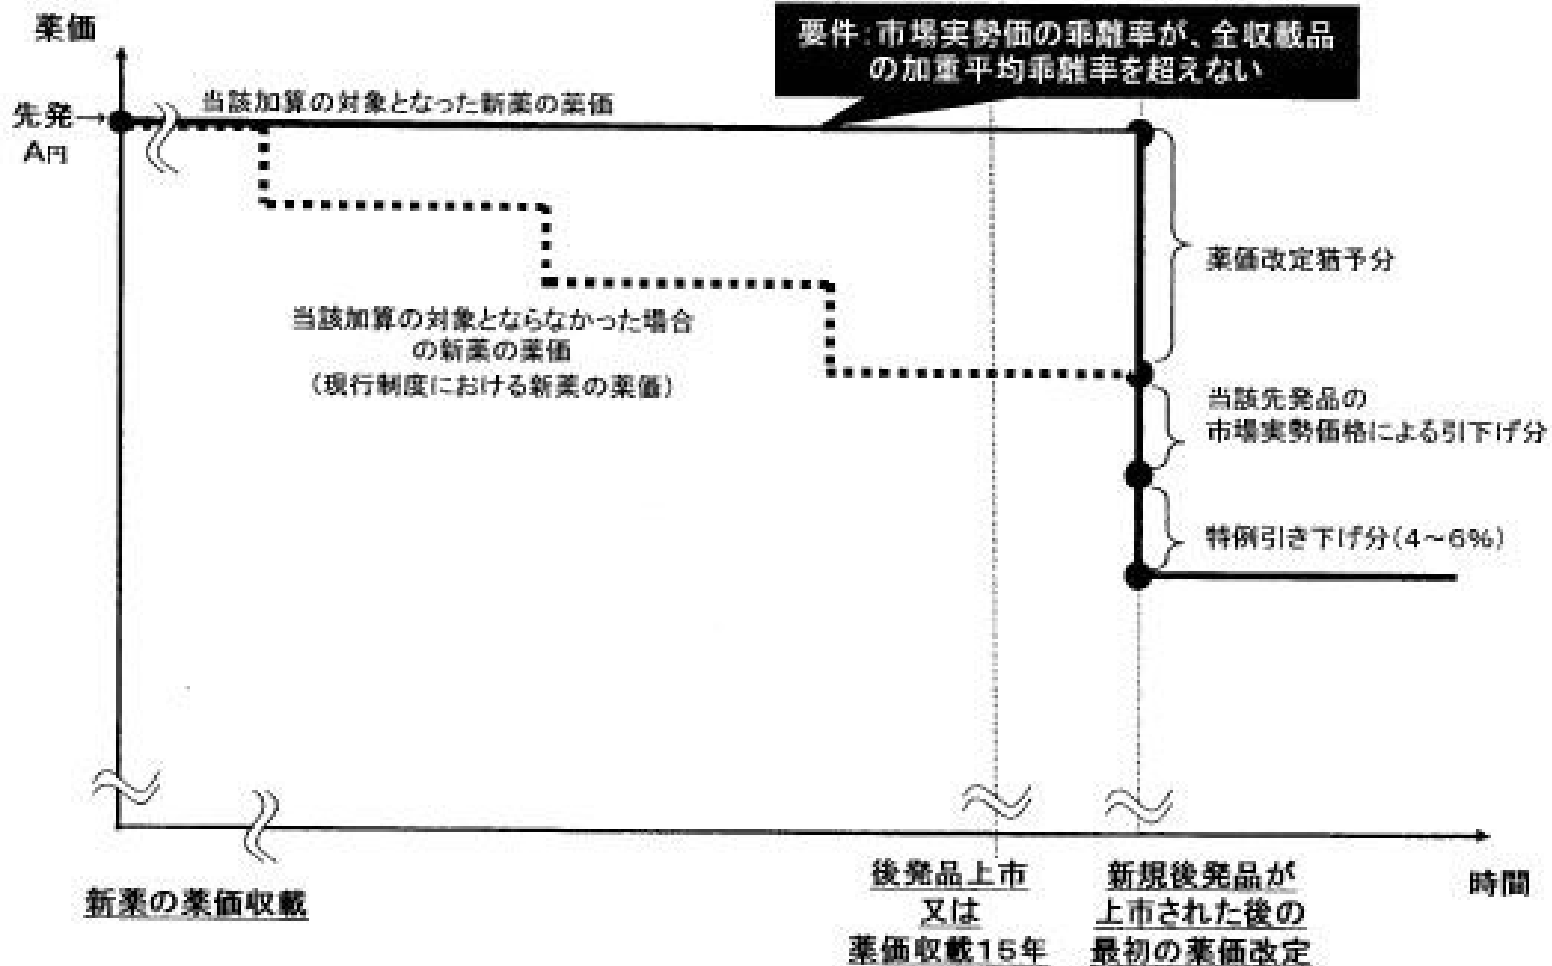 薬価
要件：市場実勢価の乖離率が、全収載品
の加重平均乖離率を超えない
当該加算の対象となった新薬の薬価
先発→
A円
薬価改定猶予分
当該加算の対象とならなかった場合
の新薬の薬価
（現行制度における新薬の薬価）
当該先発品の
市場実勢価格による引下げ分
特例引き下げ分（4～6%）
新薬の薬価収載
後発品上市
又は
薬価収載15年
新規後発品が
上市された後の
最初の薬価改定
時間